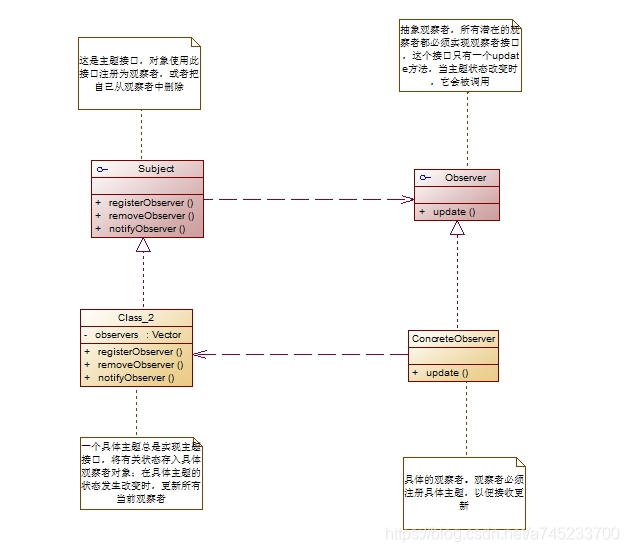 这是主题接口，对象使用此
接口注册为观察者，或者把
自己从观察者中删除
抽象观察者，所有潜在的观
察者都必须实现观察者接口
，这个接口只有一个updat
e方法，当主题状态改变时
，它会被调用
Subject
+ registerObserver ()
+ removeObserver ()
+ notifyObserver ()
Observer
+ update ()
Class_2
- observers : Vector
+ registerObserver ()
+ removeObserver ()
+ notifyObserver ()
ConcreteObserver
+ update ()
一个具体主题总是实现主题
接口，将有关状态存入具体
观察者对象；在具体主题的
状态发生改变时，更新所有
当前观察者
具体的观察者，观察者必须
注册具体主题，以便接收更
新
https://blog.csdn.net/a745233700